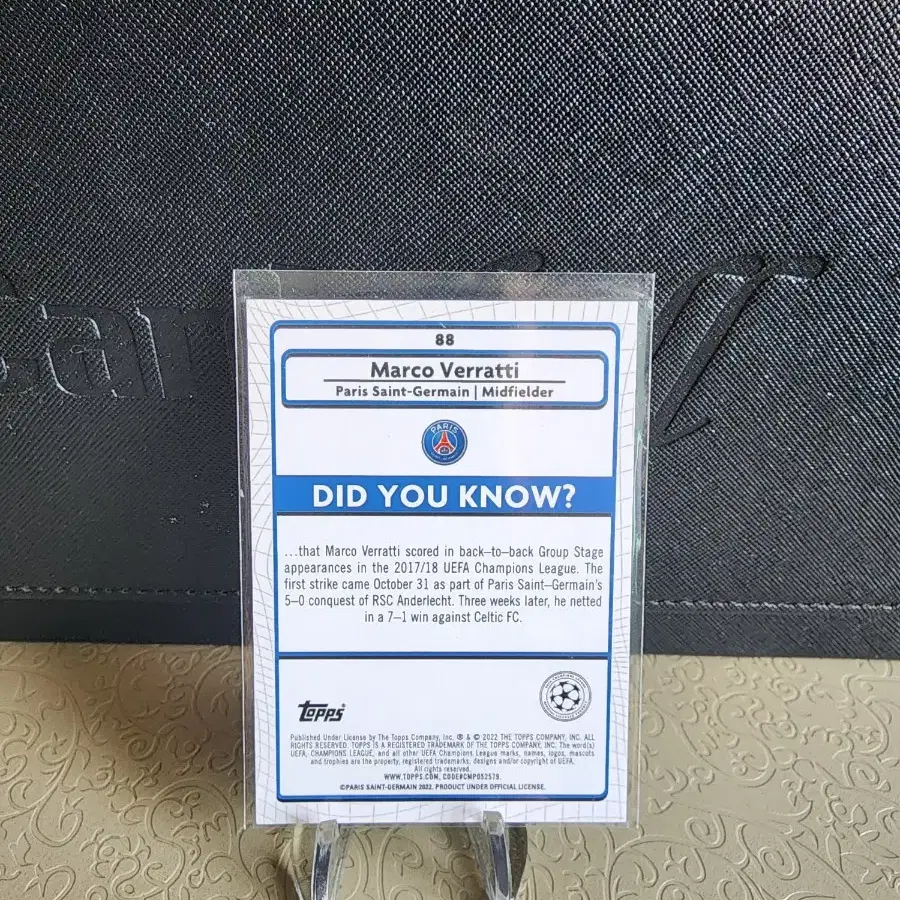 88
Marco Verratti
Paris Saint-Germain | Midfielder
PARIS
DID YOU KNOW?
...that Marco Verratti scored in back–to–back Group Stage
appearances in the 2017/18 UEFA Champions League. The
first strike came October 31 as part of Paris Saint–Germain's
5–0 conquest of RSC Anderlecht. Three weeks later, he netted
in a 7–1 win against Celtic FC.
topps®
Published Under License by The Topps Company, Inc. ® & © 2022 THE TOPPS COMPANY, INC. ALL
RIGHTS RESERVED. TOPPS IS A REGISTERED TRADEMARK OF THE TOPPS COMPANY, INC. The word(s)
UEFA, CHAMPIONS LEAGUE, and all other UEFA Champions League marks, names, logos, mascots
and trophies are the property, registered trademarks, designs and/or copyright of UEFA.
All rights reserved.
WWW.TOPPS.COM, CODE#CMP052579.
©PARIS SAINT-GERMAIN 2022. PRODUCT UNDER OFFICIAL LICENSE.